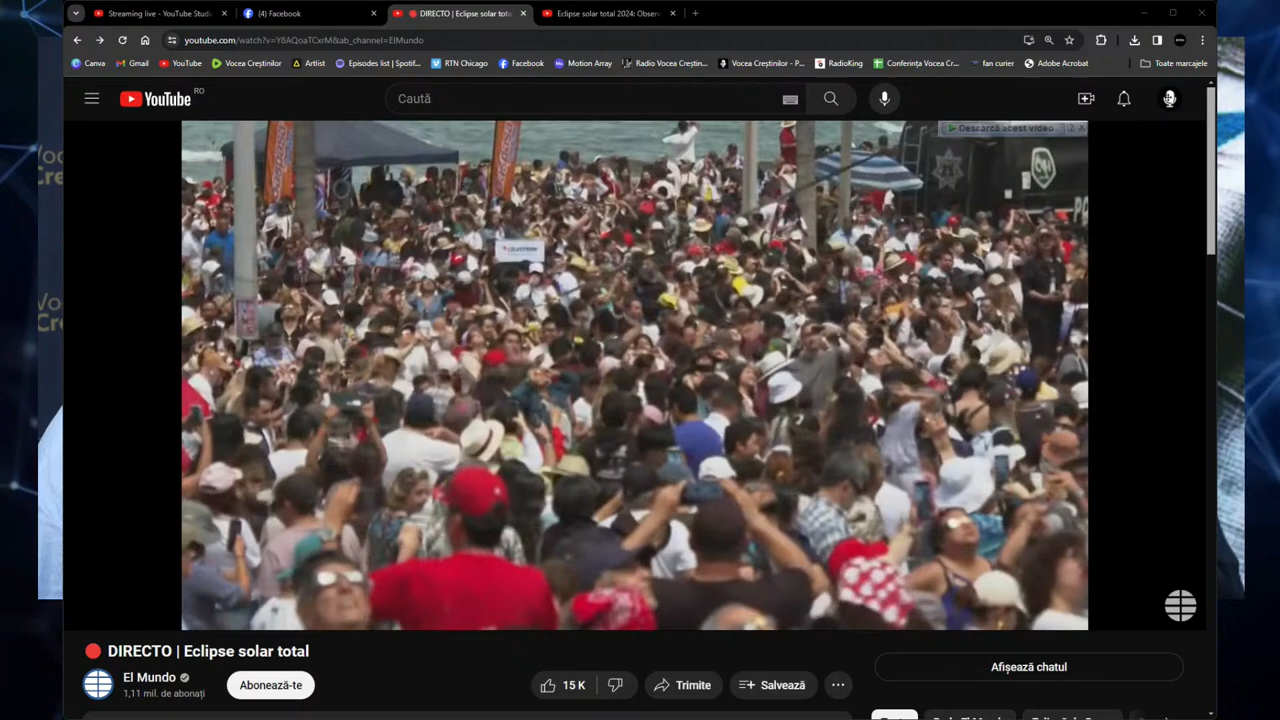 Streaming live - YouTube Studi
(4) Facebook
DIRECTO | Eclipse solar tota
Eclipse solar total 2024: Obser
youtube.com/watch?v=Y8AQoaTCxrM&ab_channel=ElMundo
Canva
Gmail
YouTube
Vocea Creștinilor
Artist
Episodes list | Spotif...
RTN Chicago
Facebook
Motion Array
Radio Vocea Creștin...
Vocea Creștinilor - P...
RadioKing
Conferința Vocea Cr...
fan curier
Adobe Acrobat
Toate marcajele
YouTube
RO
Caută
Descarcă acest video
DIRECTO | Eclipse solar total
El Mundo
1,11 mil. de abonați
Abonează-te
15 K
Trimite
Salvează
Afișează chatul